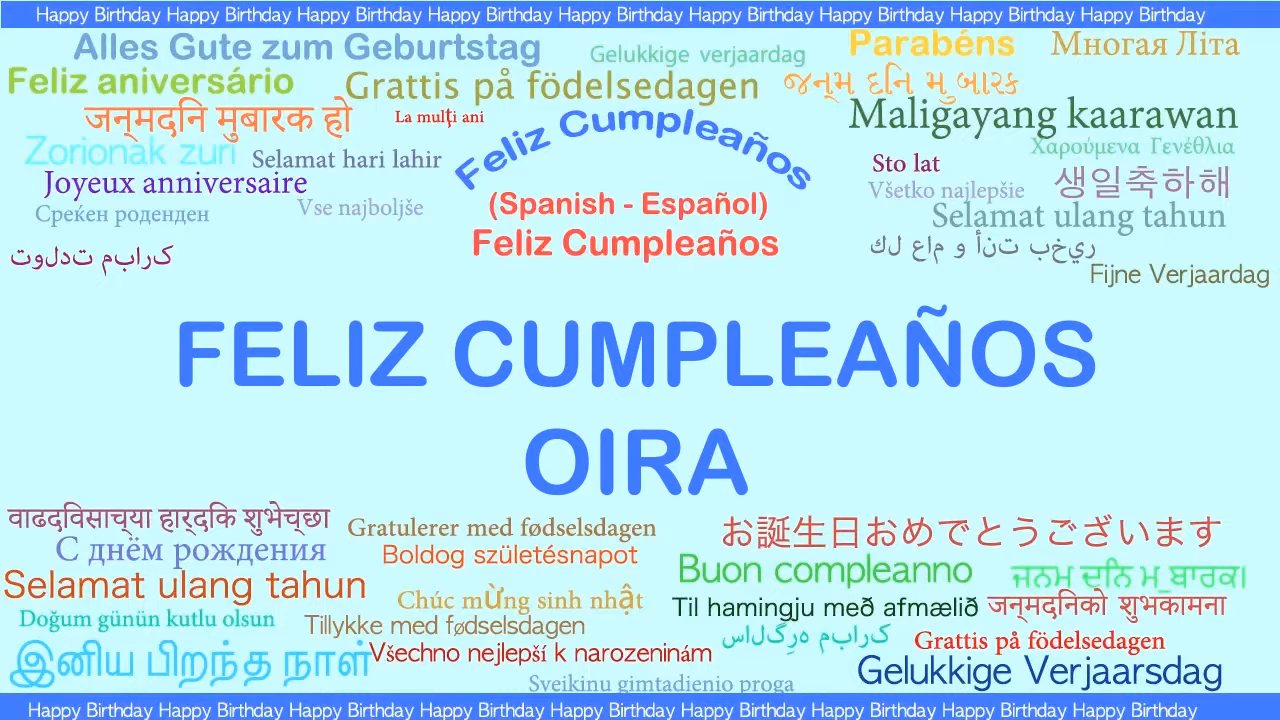 Happy Birthday Happy Birthday Happy Birthday Happy Birthday Happy Birthday Happy Birthday Happy Birthday Happy Birthday Happy Birthday
Alles Gute zum Geburtstag
Gelukkige verjaardag
Parabéns
Многая Літа
Feliz aniversário
Grattis på födelsedagen
જન્મ દિન મુબારક
जन्मदिन मुबारक हो
La mulţi ani
Feliz Cumpleaños
Maligayang kaarawan
Zorionak zuri
Selamat hari lahir
Sto lat
Χαρούμενα Γενέθλια
Joyeux anniversaire
(Spanish - Español)
Všetko najlepšie
생일축하해
Среќен роденден
Vse najboljše
Feliz Cumpleaños
Selamat ulang tahun
تولدت مبارک
كل عام و أنت بخير
Fijne Verjaardag
FELIZ CUMPLEAÑOS
OIRA
वाढदिवसाच्या हार्दिक शुभेच्छा
Gratulerer med fødselsdagen
お誕生日おめでとうございます
С днём рождения
Boldog születésnapot
Buon compleanno
ਜਨਮ ਦਿਨ ਮੁਬਾਰਕ।
Selamat ulang tahun
Chúc mừng sinh nhật
Til hamingju með afmælið
जन्मदिनको शुभकामना
Doğum günün kutlu olsun
Tillykke med fødselsdagen
سالگرہ مبارک
Grattis på födelsedagen
இனிய பிறந்த நாள்
Všechno nejlepší k narozeninám
Gelukkige Verjaarsdag
Sveikinu gimtadienio proga
Happy Birthday Happy Birthday Happy Birthday Happy Birthday Happy Birthday Happy Birthday Happy Birthday Happy Birthday Happy Birthday